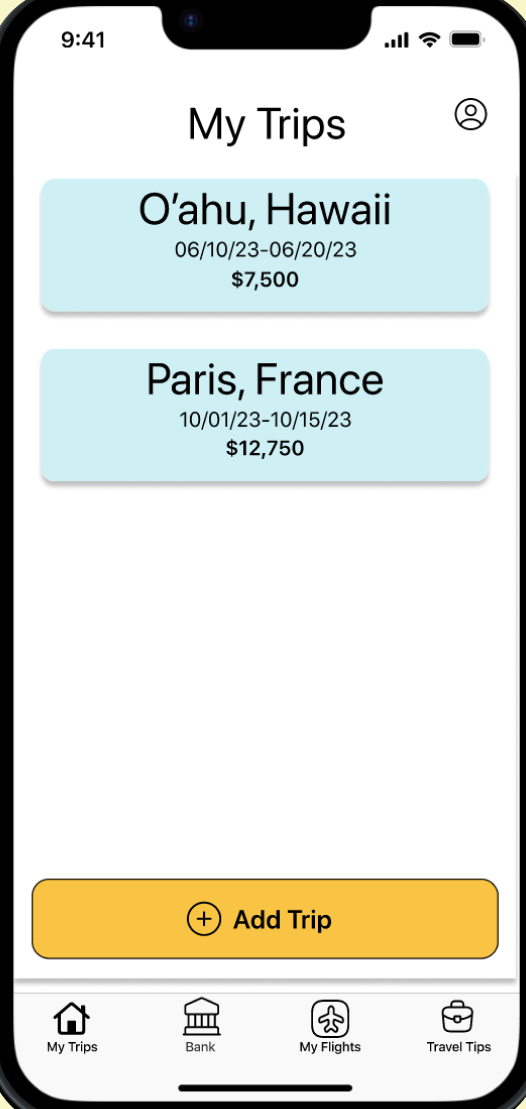 9:41
My Trips
O’ahu, Hawaii
06/10/23-06/20/23
$7,500
Paris, France
10/01/23-10/15/23
$12,750
Add Trip
My Trips
Bank
My Flights
Travel Tips